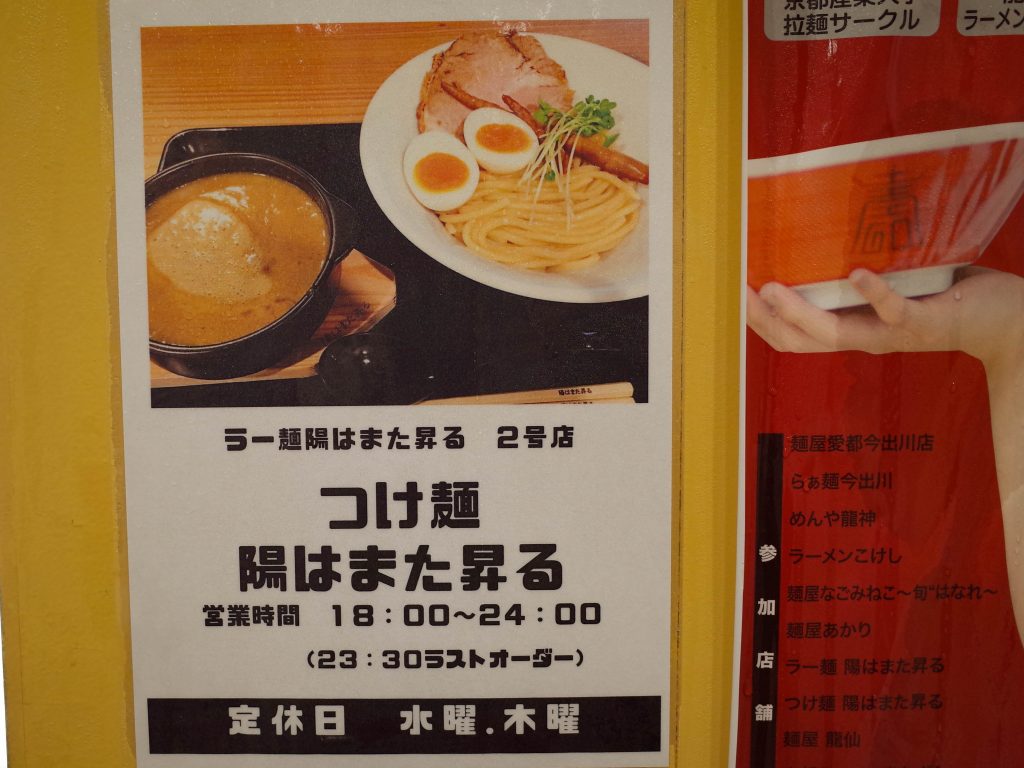 ラー麺陽はまた昇る　2号店
つけ麺
陽はまた昇る
営業時間　18：00～24：00
（23：30ラストオーダー）
定休日　水曜．木曜
拉麺サークル
ラーメン
参加店舗
麺屋愛都今出川店
らぁ麺今出川
めんや龍神
ラーメンこけし
麺屋なごみねこ～旬"はなれ～
麺屋あかり
ラー麺 陽はまた昇る
つけ麺 陽はまた昇る
麺屋 龍仙